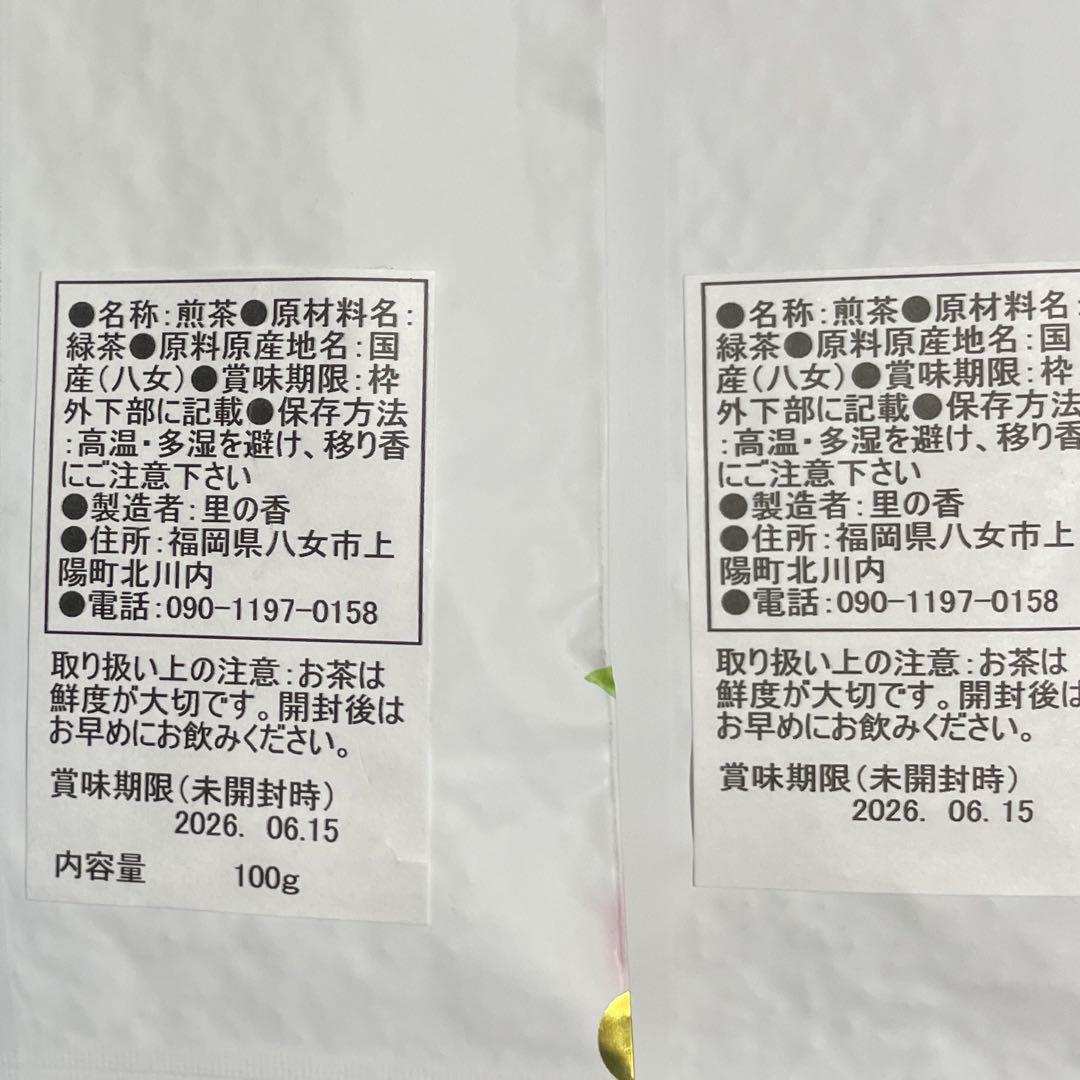 ●名称:煎茶●原材料名:
緑茶●原料原産地名:国
産(八女)●賞味期限:枠
外下部に記載●保存方法
:高温・多湿を避け、移り香
にご注意下さい
●製造者:里の香
●住所:福岡県八女市上
陽町北川内
●電話:090-1197-0158
取り扱い上の注意:お茶は
鮮度が大切です。開封後は
お早めにお飲みください。
賞味期限(未開封時)
2026. 06.15
内容量 100g
●名称:煎茶●原材料名:
緑茶●原料原産地名:国
産(八女)●賞味期限:枠
外下部に記載●保存方法
:高温・多湿を避け、移り香
にご注意下さい
●製造者:里の香
●住所:福岡県八女市上
陽町北川内
●電話:090-1197-0158
取り扱い上の注意:お茶は
鮮度が大切です。開封後は
お早めにお飲みください。
賞味期限(未開封時)
2026. 06. 15